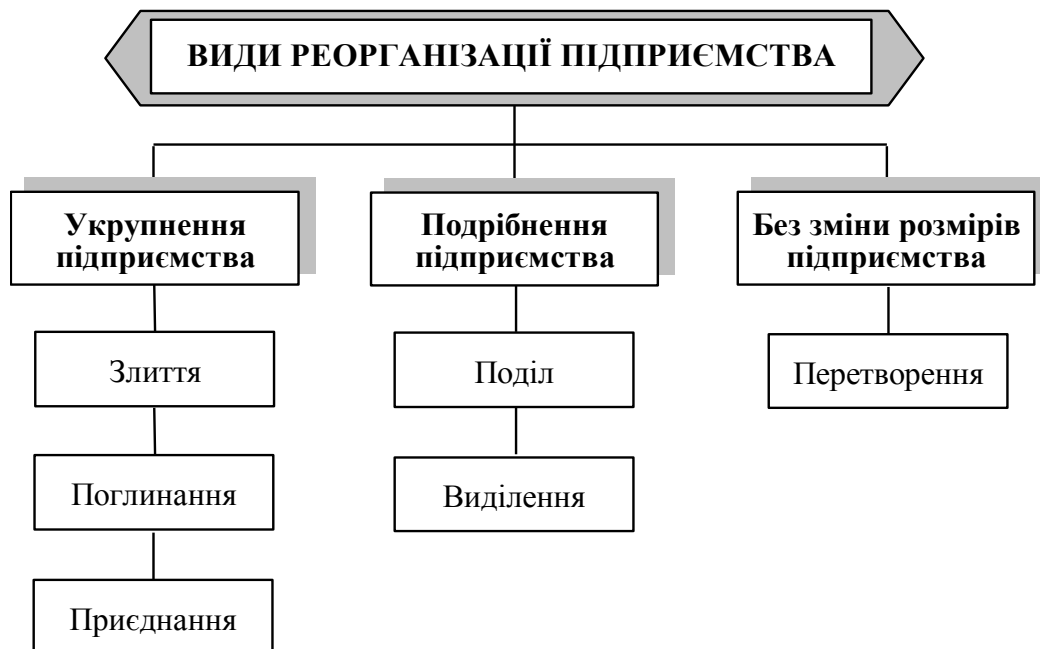 ВИДИ РЕОРГАНІЗАЦІЇ ПІДПРИЄМСТВА
Укрупнення
підприємства
Подрібнення
підприємства
Без зміни розмірів
підприємства
Злиття
Поділ
Перетворення
Поглинання
Виділення
Приєднання